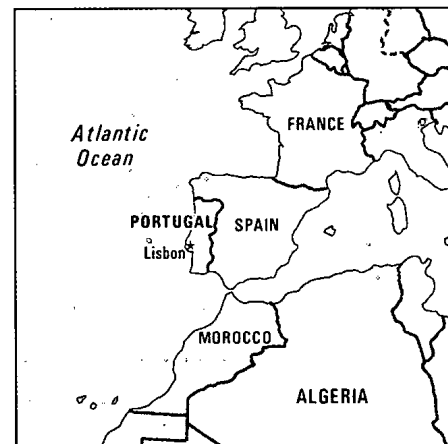 FRANCE
Atlantic
Ocean
PORTUGAL
SPAIN
Lisbon
MOROCCO
ALGERIA